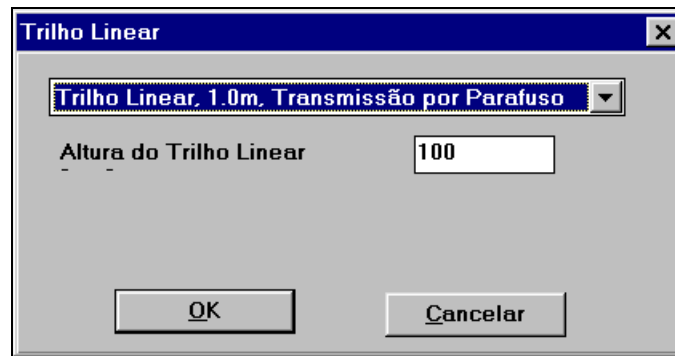 Trilho Linear
Trilho Linear, 1.0m, Transmissão por Parafuso
Altura do Trilho Linear
100
OK
Cancelar